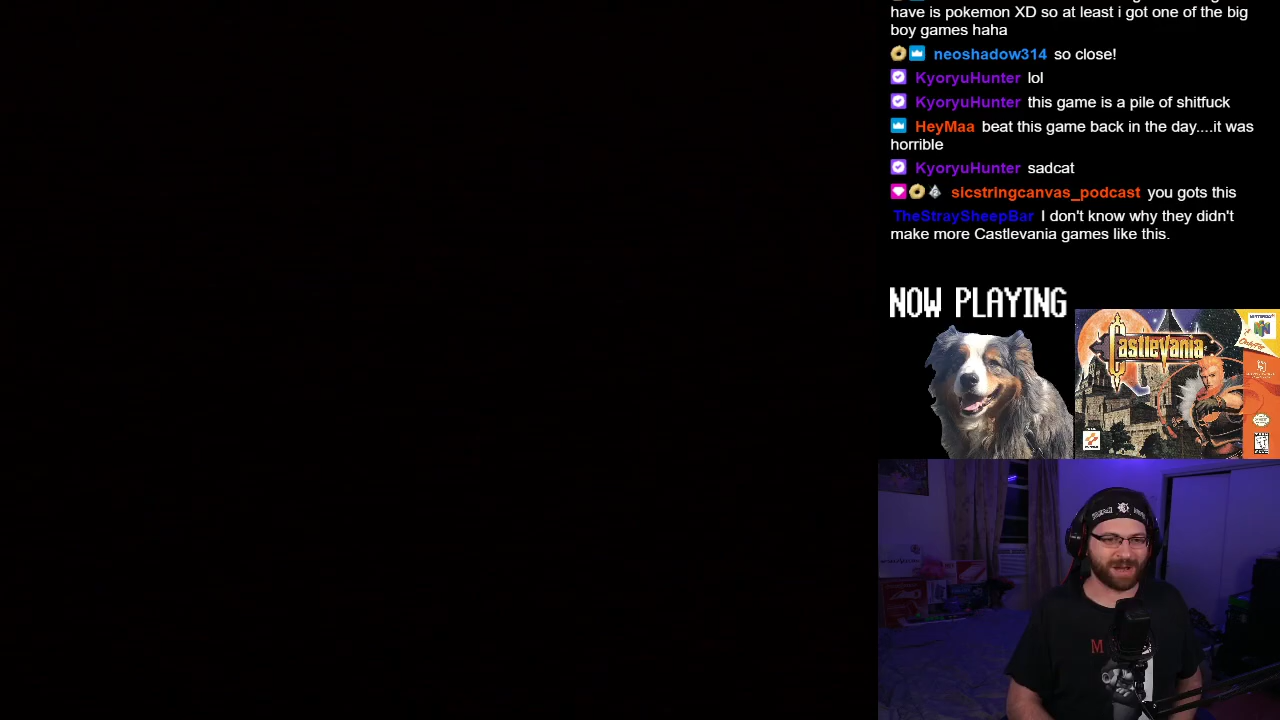 have is pokemon XD so at least i got one of the big
boy games haha
neoshadow314 so close!
KyoryuHunter lol
KyoryuHunter this game is a pile of shitfuck
HeyMaa beat this game back in the day....it was
horrible
KyoryuHunter sadcat
sicstringcanvas_podcast you gots this
TheStraySheepBar I don't know why they didn't
make more Castlevania games like this.
NOW PLAYING
Castlevania